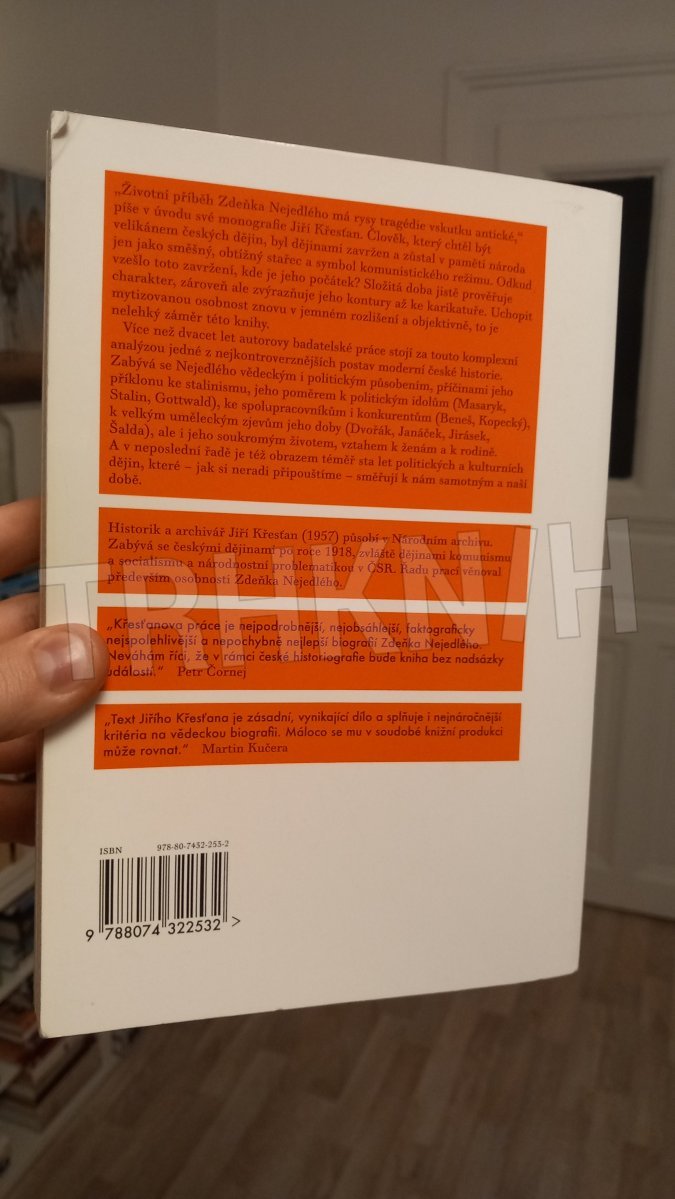 „Životní příběh Zdeňka Nejedlého má rysy tragédie vskutku antické,“
píše v úvodu své monografie Jiří Křesťan. Člověk, který chtěl být
velikánem českých dějin, byl dějinami zavržen a zůstal v paměti národa
jen jako směšný, obtížný stařec a symbol komunistického režimu. Odkud
vzešlo toto zavržení, kde je jeho počátek? Složitá doba jistě prověřuje
charakter, zároveň ale zvýrazňuje jeho kontury až ke karikatuře. Uchopit
mytizovanou osobnost znovu v jemném rozlišení a objektivně, to je
nelehký záměr této knihy.
Více než dvacet let autorovy badatelské práce stojí za touto komplexní
analýzou jedné z nejkontroverznějších postav moderní české historie.
Zabývá se Nejedlého vědeckým i politickým působením, příčinami jeho
příklonu ke stalinismu, jeho poměrem k politickým idolům (Masaryk,
Stalin, Gottwald), ke spolupracovníkům i konkurentům (Beneš, Kopecký),
k velkým uměleckým zjevům jeho doby (Dvořák, Janáček, Jirásek,
Šalda), ale i jeho soukromým životem, vztahem k ženám a k rodině.
A v neposlední řadě je též obrazem téměř sta let politických a kulturních
dějin, které – jak si neradi připouštíme – směřují k nám samotným a naší
době.
Historik a archivář Jiří Křesťan (1957) působí v Národním archivu.
Zabývá se českými dějinami po roce 1918, zvláště dějinami komunismu
a socialismu a národnostní problematikou v ČSR. Řadu prací věnoval
především osobnosti Zdeňka Nejedlého.
TRHKNIH
„Křesťanova práce je nejpodrobnější, nejobsáhlejší, faktograficky
nejspolehlivější a nepochybně nejlepší biografií Zdeňka Nejedlého.
Neváhám říci, že v rámci české historiografie bude kniha bez nadsázky
událostí.“ Petr Čornej
„Text Jiřího Křesťana je zásadní, vynikající dílo a splňuje i nejnáročnější
kritéria na vědeckou biografii. Máloco se mu v soudobé knižní produkci
může rovnat.“ Martin Kučera
ISBN 978-80-7432-253-2
9 788074 322532 >